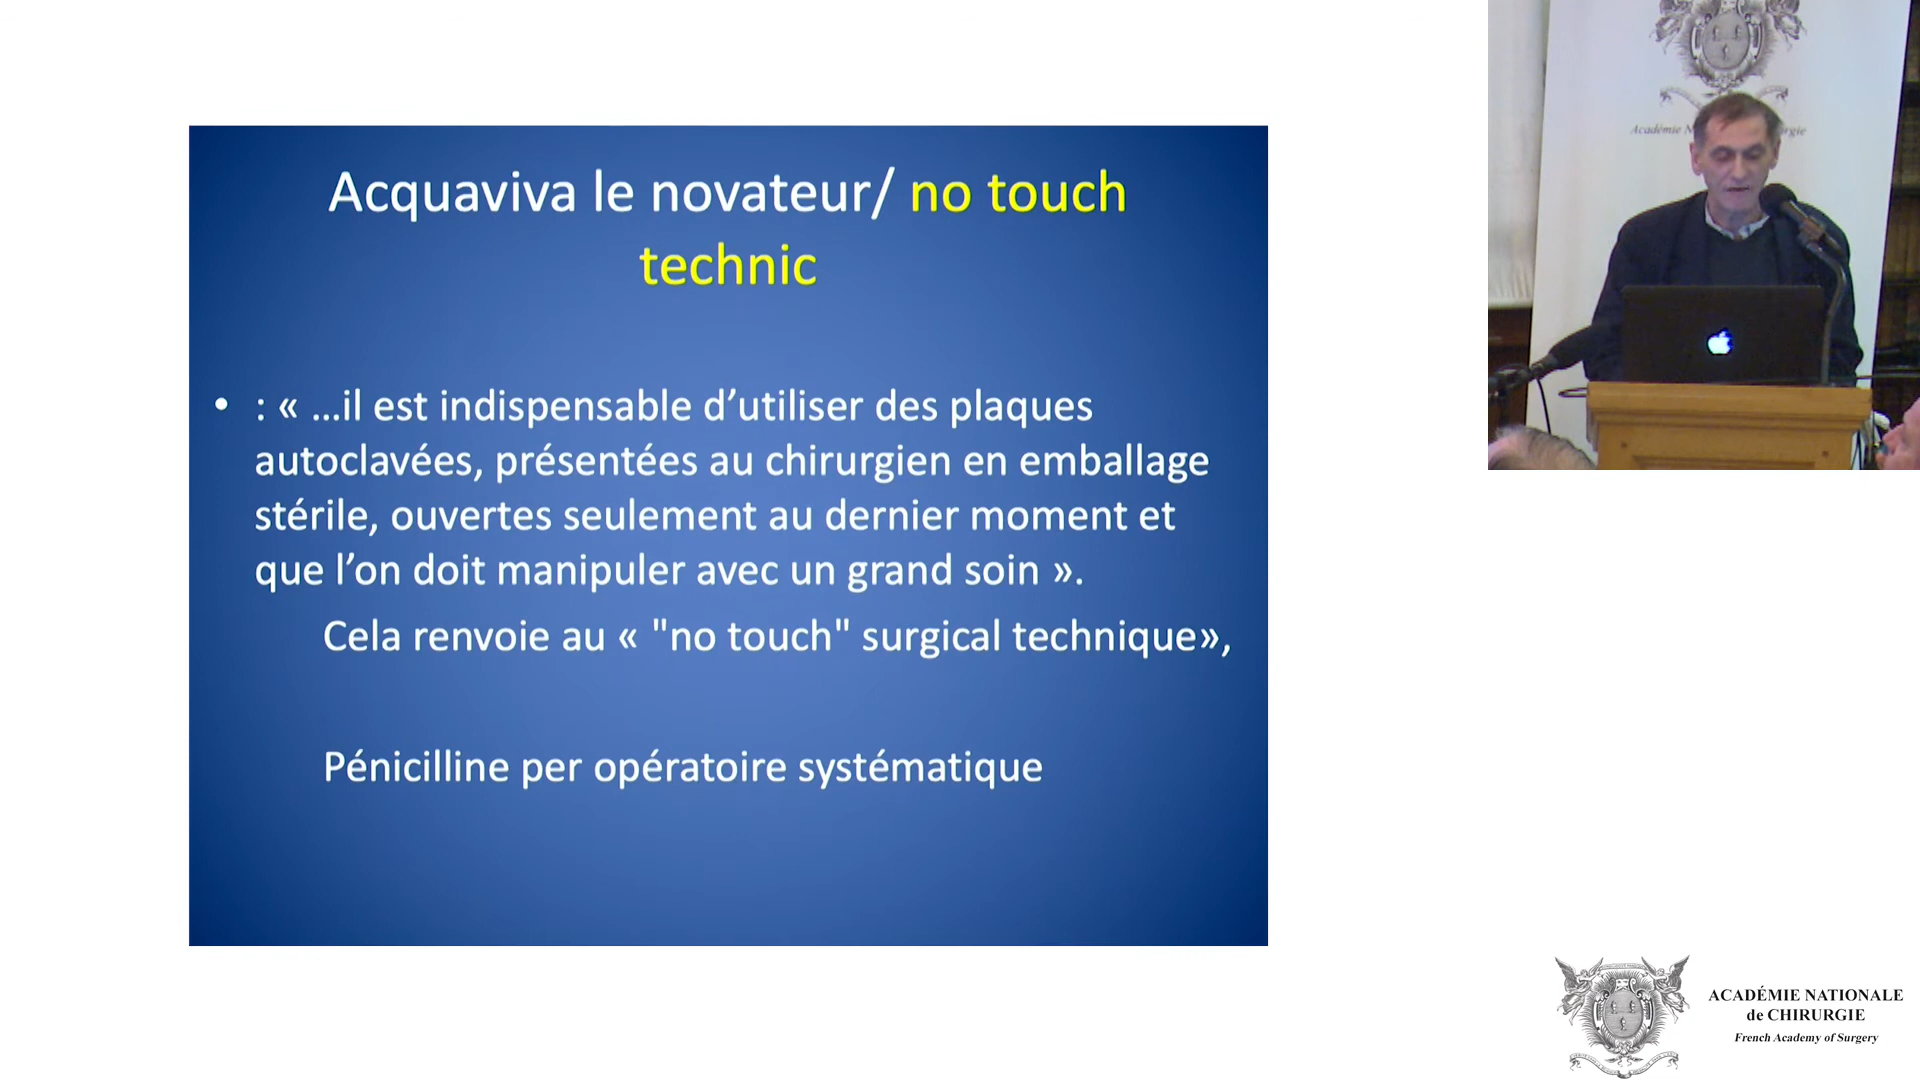 Acquaviva le novateur/ no touch
technic
• : « …il est indispensable d’utiliser des plaques
autoclavées, présentées au chirurgien en emballage
stérile, ouvertes seulement au dernier moment et
que l’on doit manipuler avec un grand soin ».
Cela renvoie au « "no touch" surgical technique»,
Pénicilline per opératoire systématique
Académie N rgie
ACADÉMIE NATIONALE
de CHIRURGIE
French Academy of Surgery